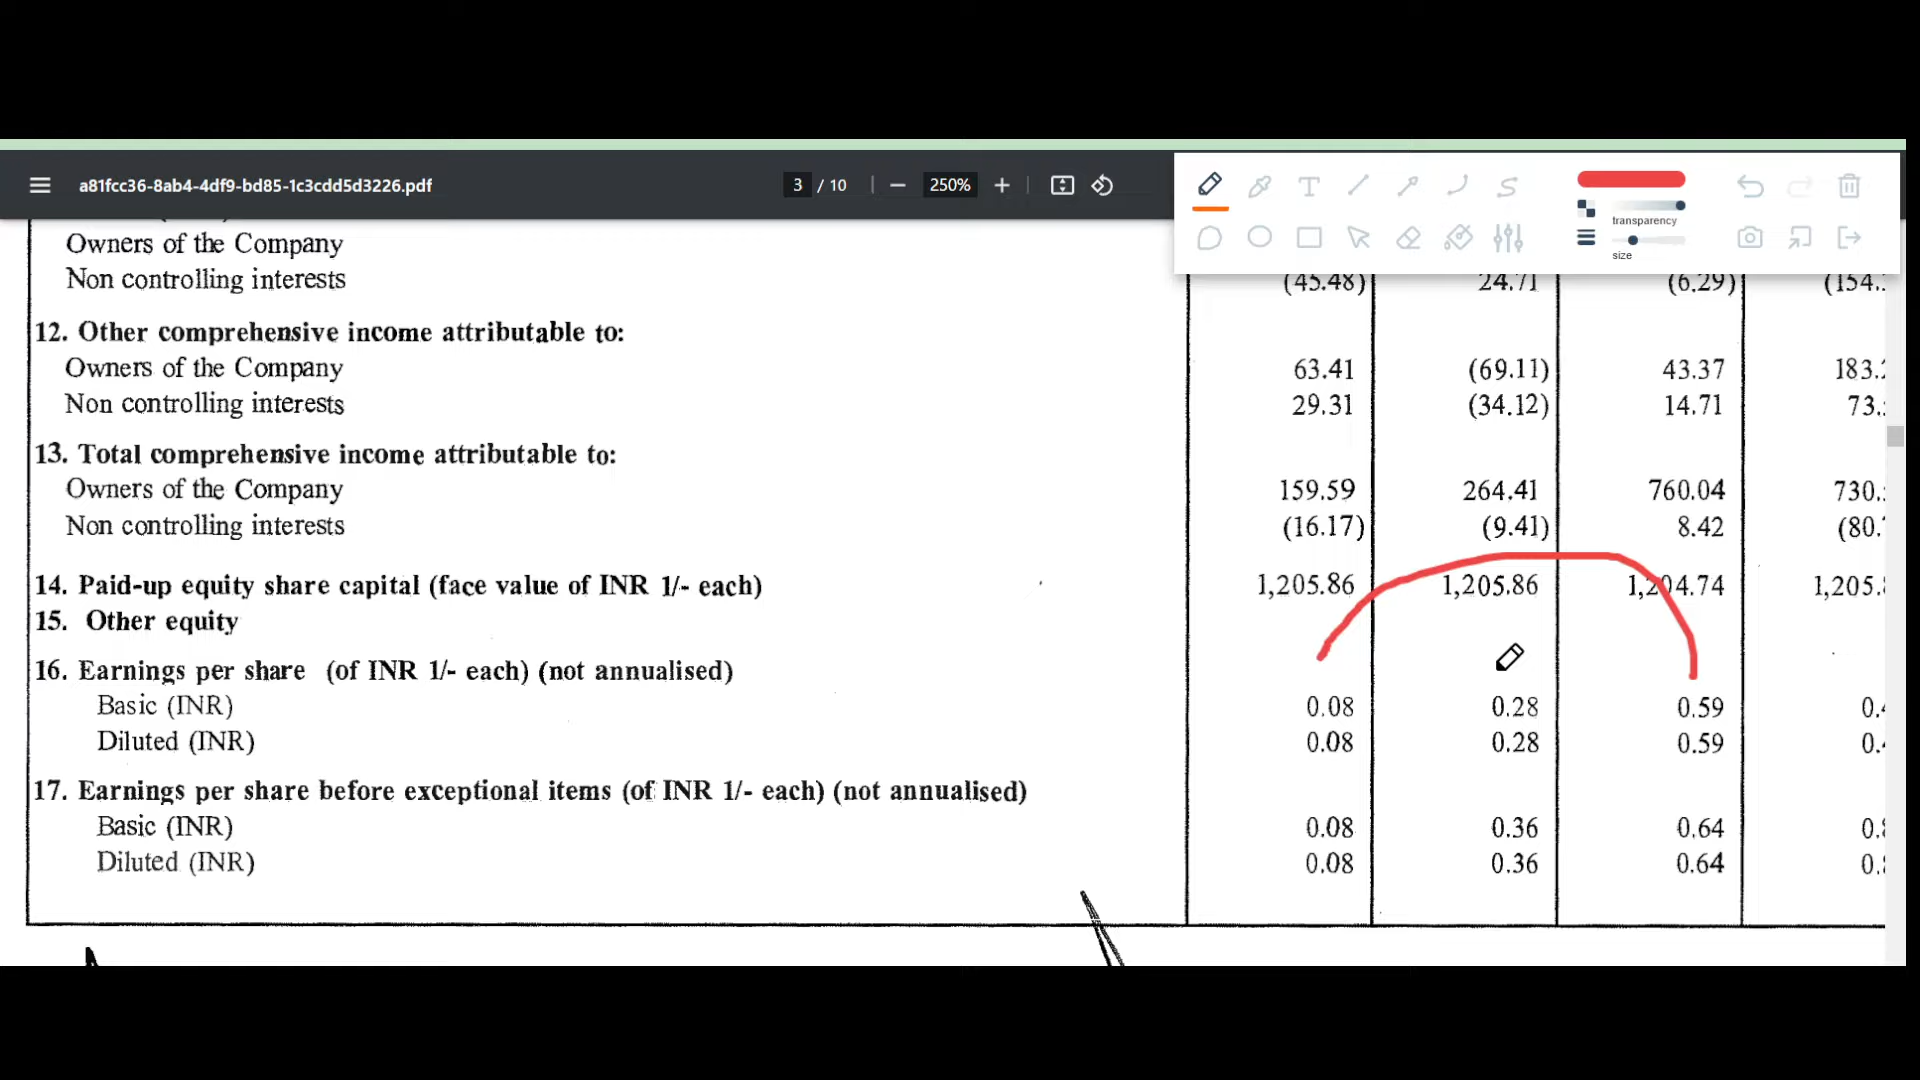 a81fcc36-8ab4-4df9-bd85-1c3cdd5d3226.pdf 3 / 10 250%
transparency
size
Owners of the Company
Non controlling interests (45.48) 24.71 (6.29)
12. Other comprehensive income attributable to:
Owners of the Company 63.41 (69.11) 43.37
Non controlling interests 29.31 (34.12) 14.71
13. Total comprehensive income attributable to:
Owners of the Company 159.59 264.41 760.04
Non controlling interests (16.17) (9.41) 8.42
14. Paid-up equity share capital (face value of INR 1/- each) 1,205.86 1,205.86 1,204.74
15. Other equity
16. Earnings per share (of INR 1/- each) (not annualised)
Basic (INR) 0.08 0.28 0.59
Diluted (INR) 0.08 0.28 0.59
17. Earnings per share before exceptional items (of INR 1/- each) (not annualised)
Basic (INR) 0.08 0.36 0.64
Diluted (INR) 0.08 0.36 0.64